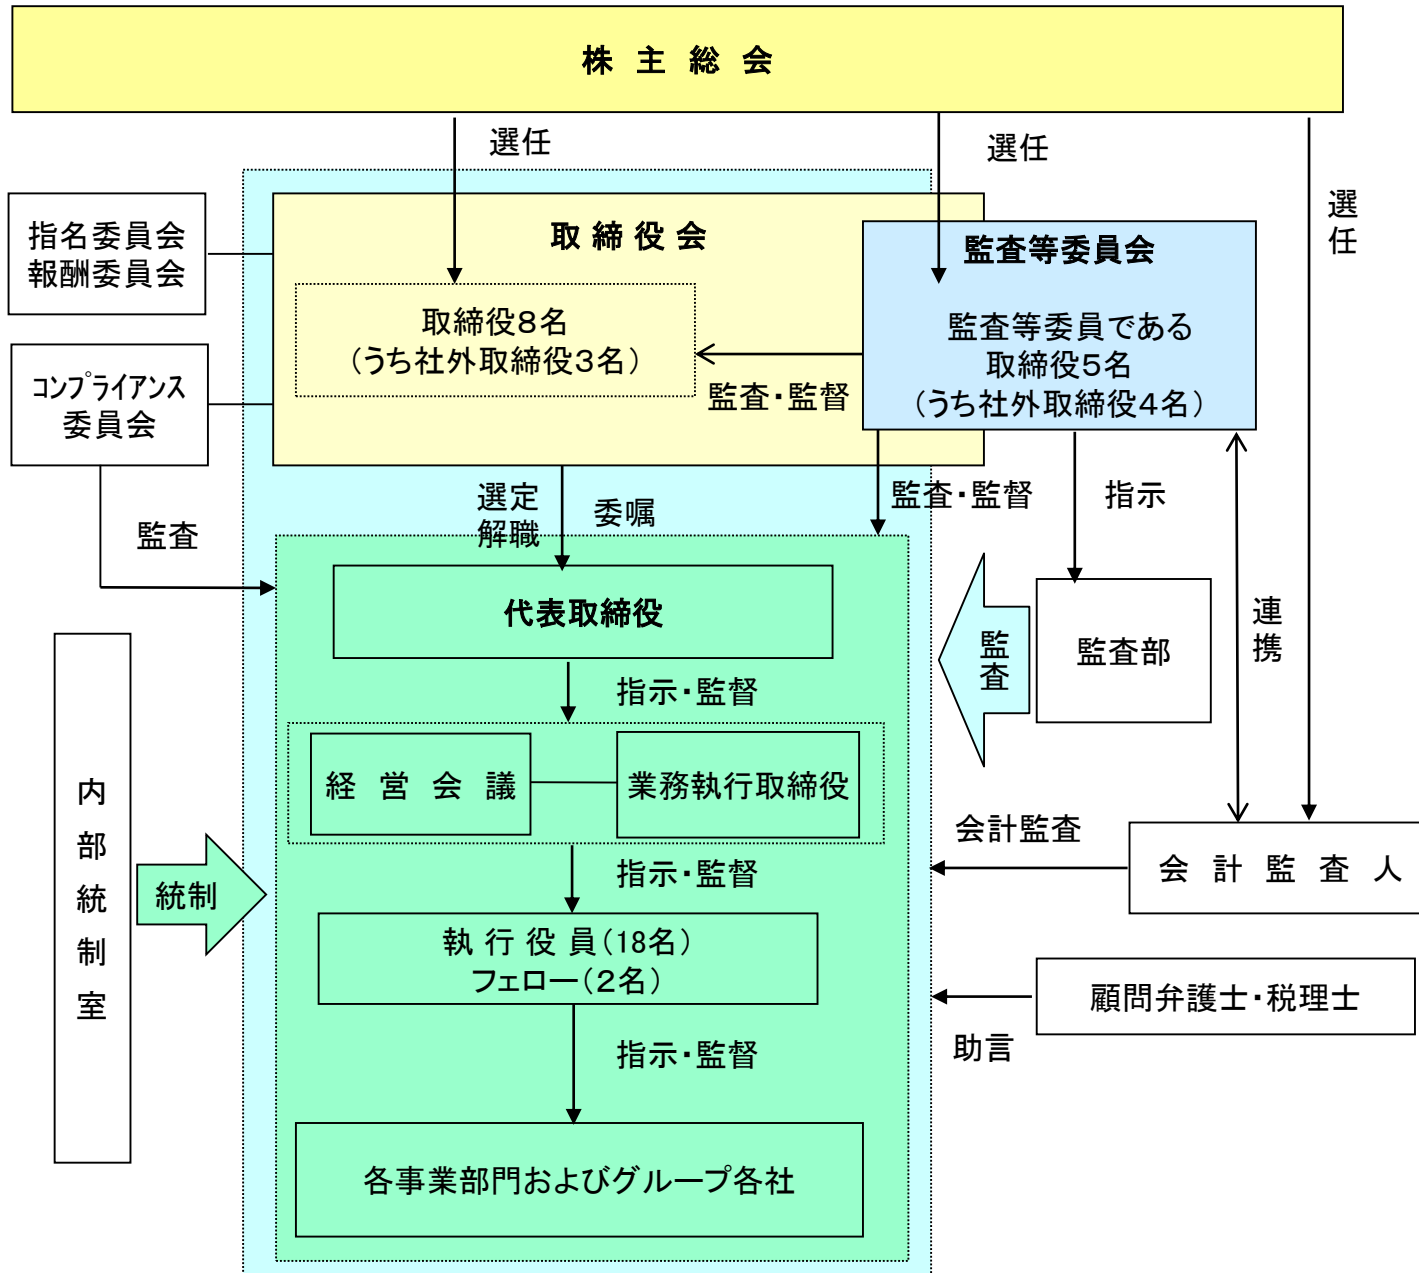 株 主 総 会
選任
選任
選
任
指名委員会
報酬委員会
取 締 役 会
監査等委員会
取締役8名
（うち社外取締役3名）
監査等委員である
取締役5名
（うち社外取締役4名）
監査・監督
コンプライアンス
委員会
選定
解職
委嘱
監査・監督
指示
監査
代表取締役
監
査
監査部
連
携
指示・監督
経 営 会 議
業務執行取締役
内
部
統
制
室
統制
会計監査
会 計 監 査 人
指示・監督
執 行 役 員（18名）
フェロー（2名）
顧問弁護士・税理士
助言
指示・監督
各事業部門およびグループ各社